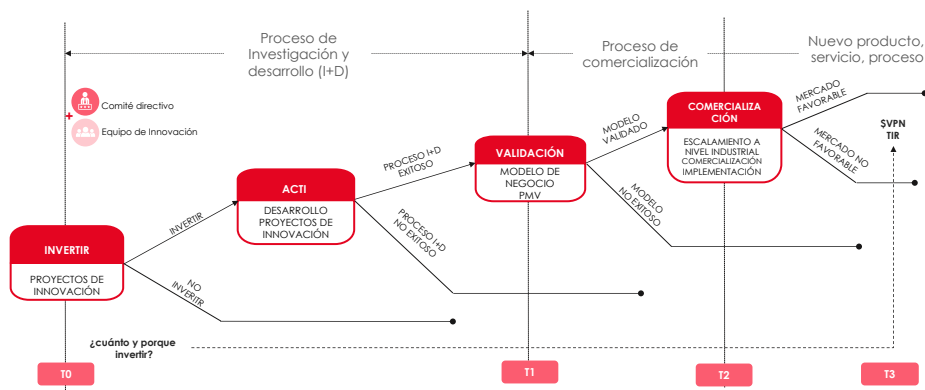 Proceso de
Investigación y
desarrollo (I+D)
Proceso de
comercialización
Nuevo producto,
servicio, proceso
+
Comité directivo
Equipo de Innovación
INVERTIR
PROYECTOS DE
INNOVACIÓN
INVERTIR
NO
INVERTIR
ACTI
DESARROLLO
PROYECTOS DE
INNOVACIÓN
PROCESO I+D
EXITOSO
PROCESO I+D
NO EXITOSO
VALIDACIÓN
MODELO DE
NEGOCIO
PMV
MODELO
VALIDADO
MODELO
NO EXITOSO
COMERCIALIZA
CIÓN
ESCALAMIENTO A
NIVEL INDUSTRIAL
COMERCIALIZACIÓN
IMPLEMENTACIÓN
MERCADO
FAVORABLE
MERCADO NO
FAVORABLE
$VPN
TIR
¿cuánto y porque
invertir?
T0
T1
T2
T3